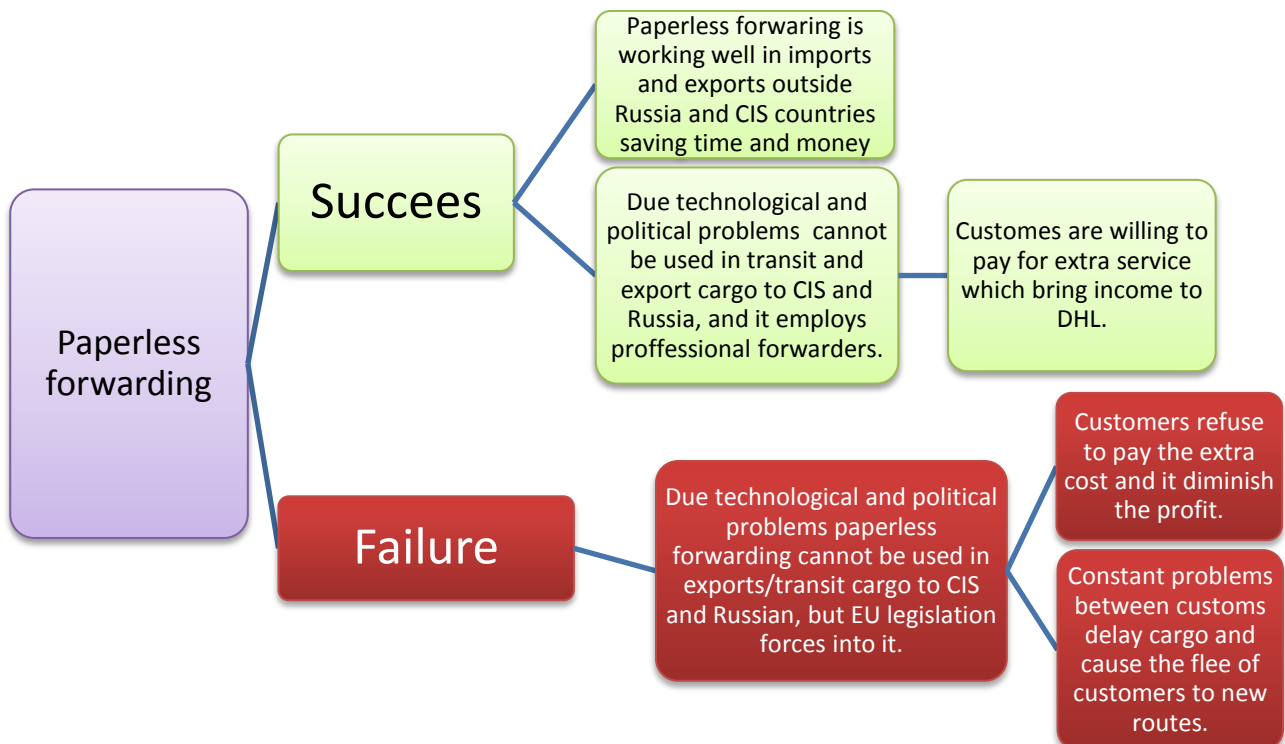 Paperless
forwarding
Succees
Paperless forwaring is
working well in imports
and exports outside
Russia and CIS countries
saving time and money
Due technological and
political problems cannot
be used in transit and
export cargo to CIS and
Russia, and it employs
proffessional forwarders.
Customes are willing to
pay for extra service
which bring income to
DHL.
Failure
Due technological and political
problems paperless
forwarding cannot be used in
exports/transit cargo to CIS
and Russian, but EU legislation
forces into it.
Customers refuse
to pay the extra
cost and it diminish
the profit.
Constant problems
between customs
delay cargo and
cause the flee of
customers to new
routes.